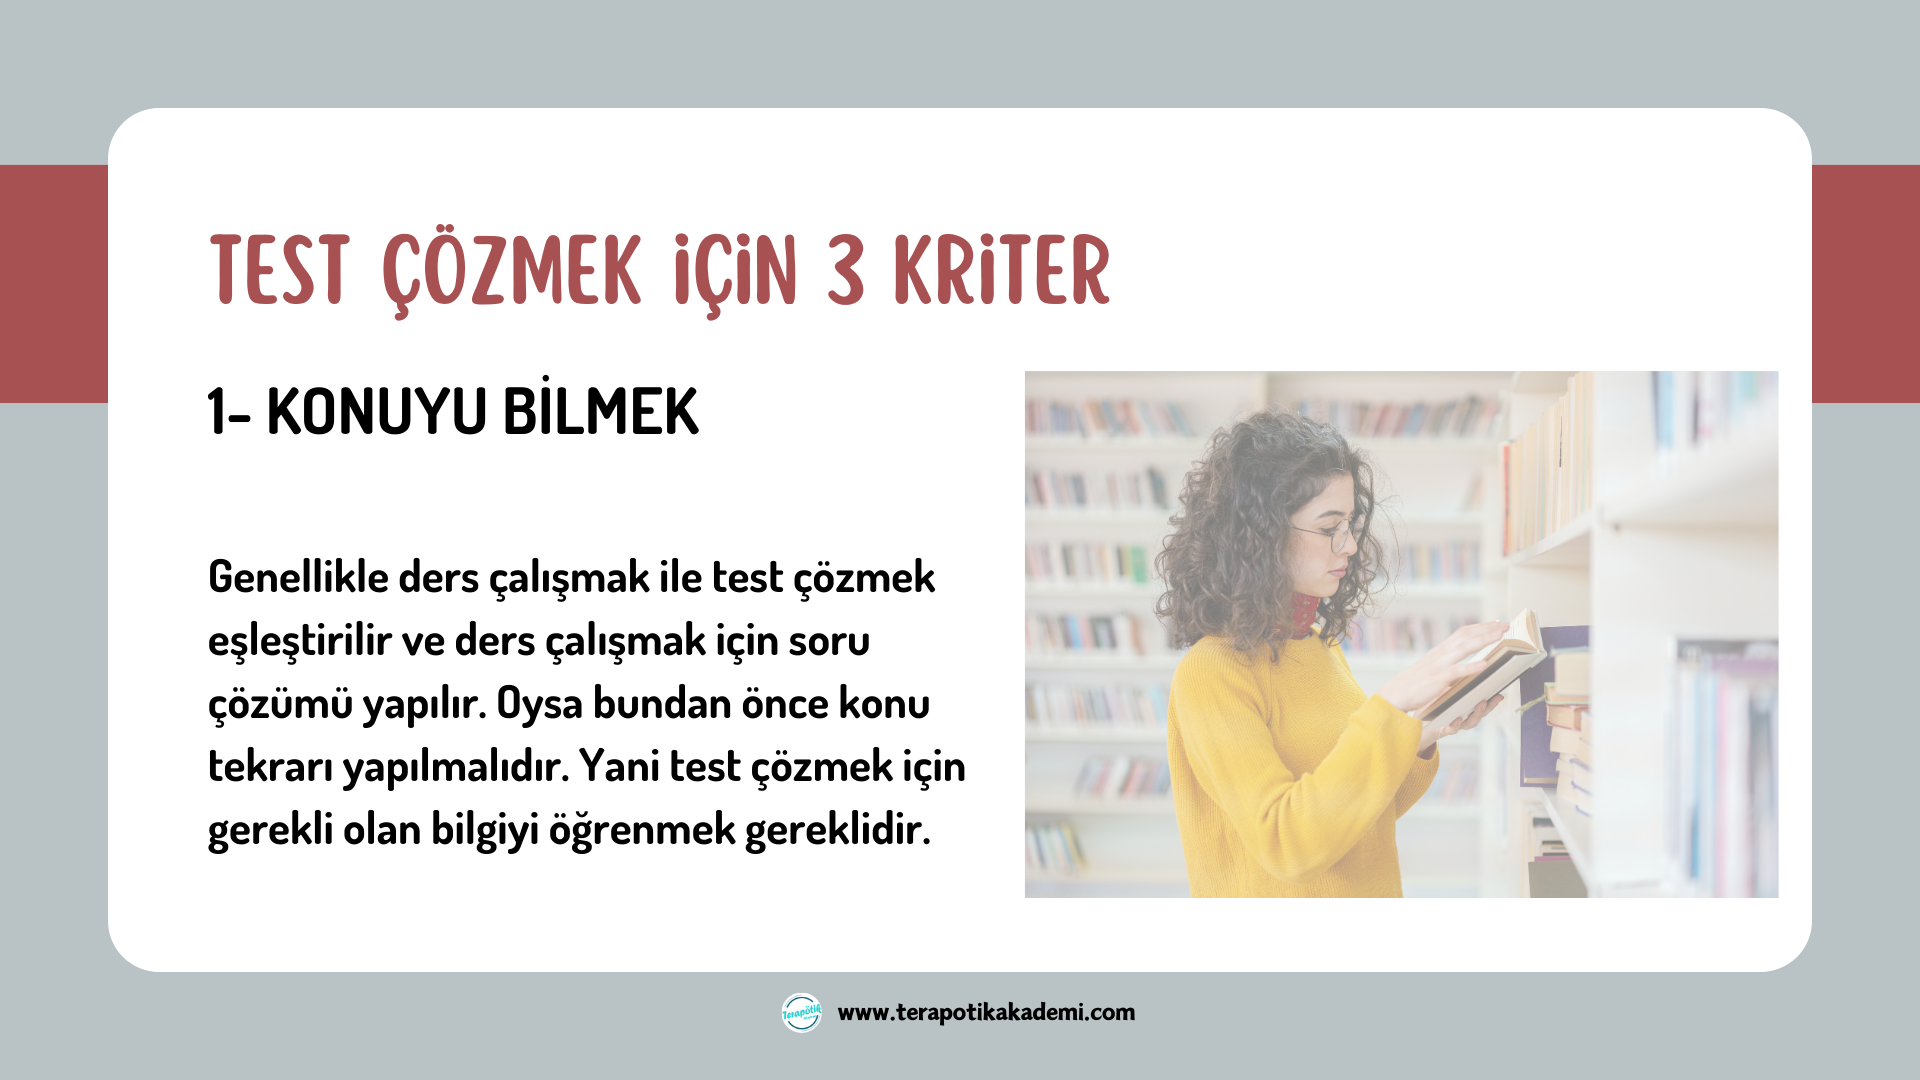 TEST ÇÖZMEK İÇİN 3 KRİTER
1- KONUYU BİLMEK
Genellikle ders çalışmak ile test çözmek
eşleştirilir ve ders çalışmak için soru
çözümü yapılır. Oysa bundan önce konu
tekrarı yapılmalıdır. Yani test çözmek için
gerekli olan bilgiyi öğrenmek gereklidir.
Terapötik
www.terapotikakademi.com